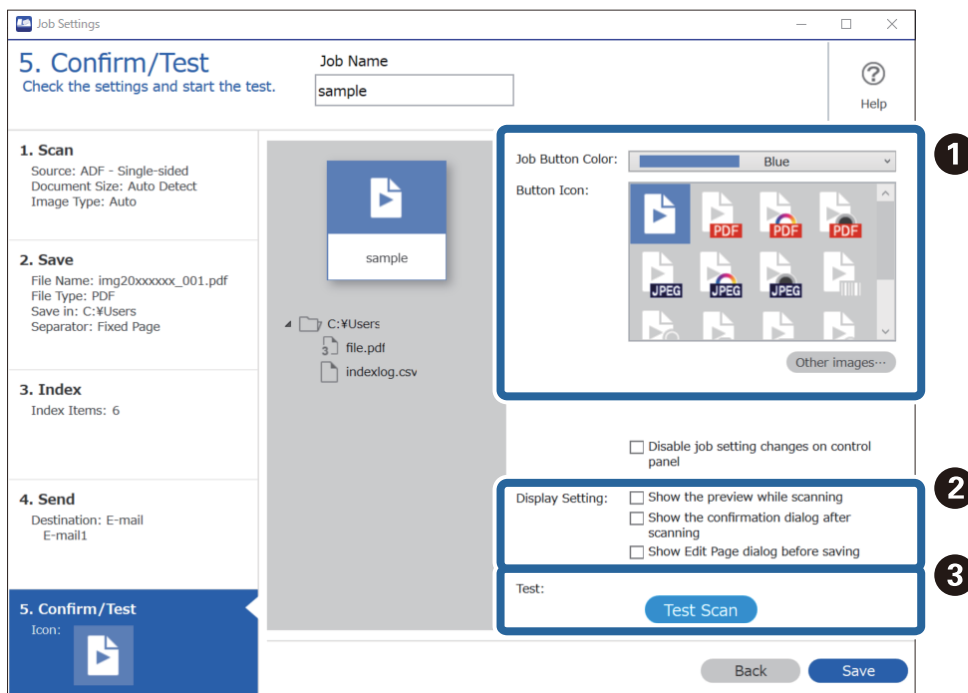 Job Settings
5. Confirm/Test
Check the settings and start the test.
Job Name
sample
Help
1. Scan
Source: ADF - Single-sided
Document Size: Auto Detect
Image Type: Auto
2. Save
File Name: img20xxxxxx_001.pdf
File Type: PDF
Save in: C:¥Users
Separator: Fixed Page
3. Index
Index Items: 6
4. Send
Destination: E-mail
E-mail1
5. Confirm/Test
Icon:
sample
C:¥Users
3 file.pdf
indexlog.csv
1
Job Button Color:
Blue
Button Icon:
PDF PDF PDF
JPEG JPEG JPEG
Other images···
Disable job setting changes on control
panel
2
Display Setting:
Show the preview while scanning
Show the confirmation dialog after
scanning
Show Edit Page dialog before saving
3
Test:
Test Scan
Back
Save